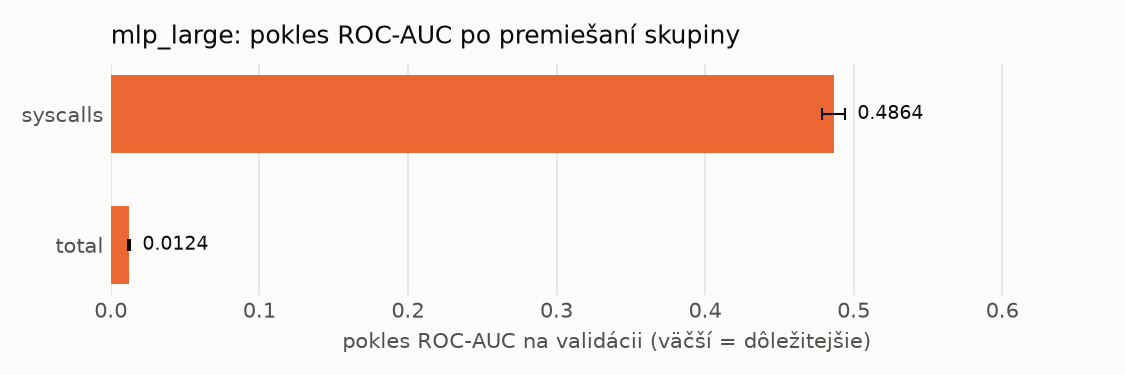 mlp_large: pokles ROC-AUC po premiešaní skupiny
syscalls
0.4864
total
0.0124
0.0 0.1 0.2 0.3 0.4 0.5 0.6
pokles ROC-AUC na validácii (väčší = dôležitejšie)